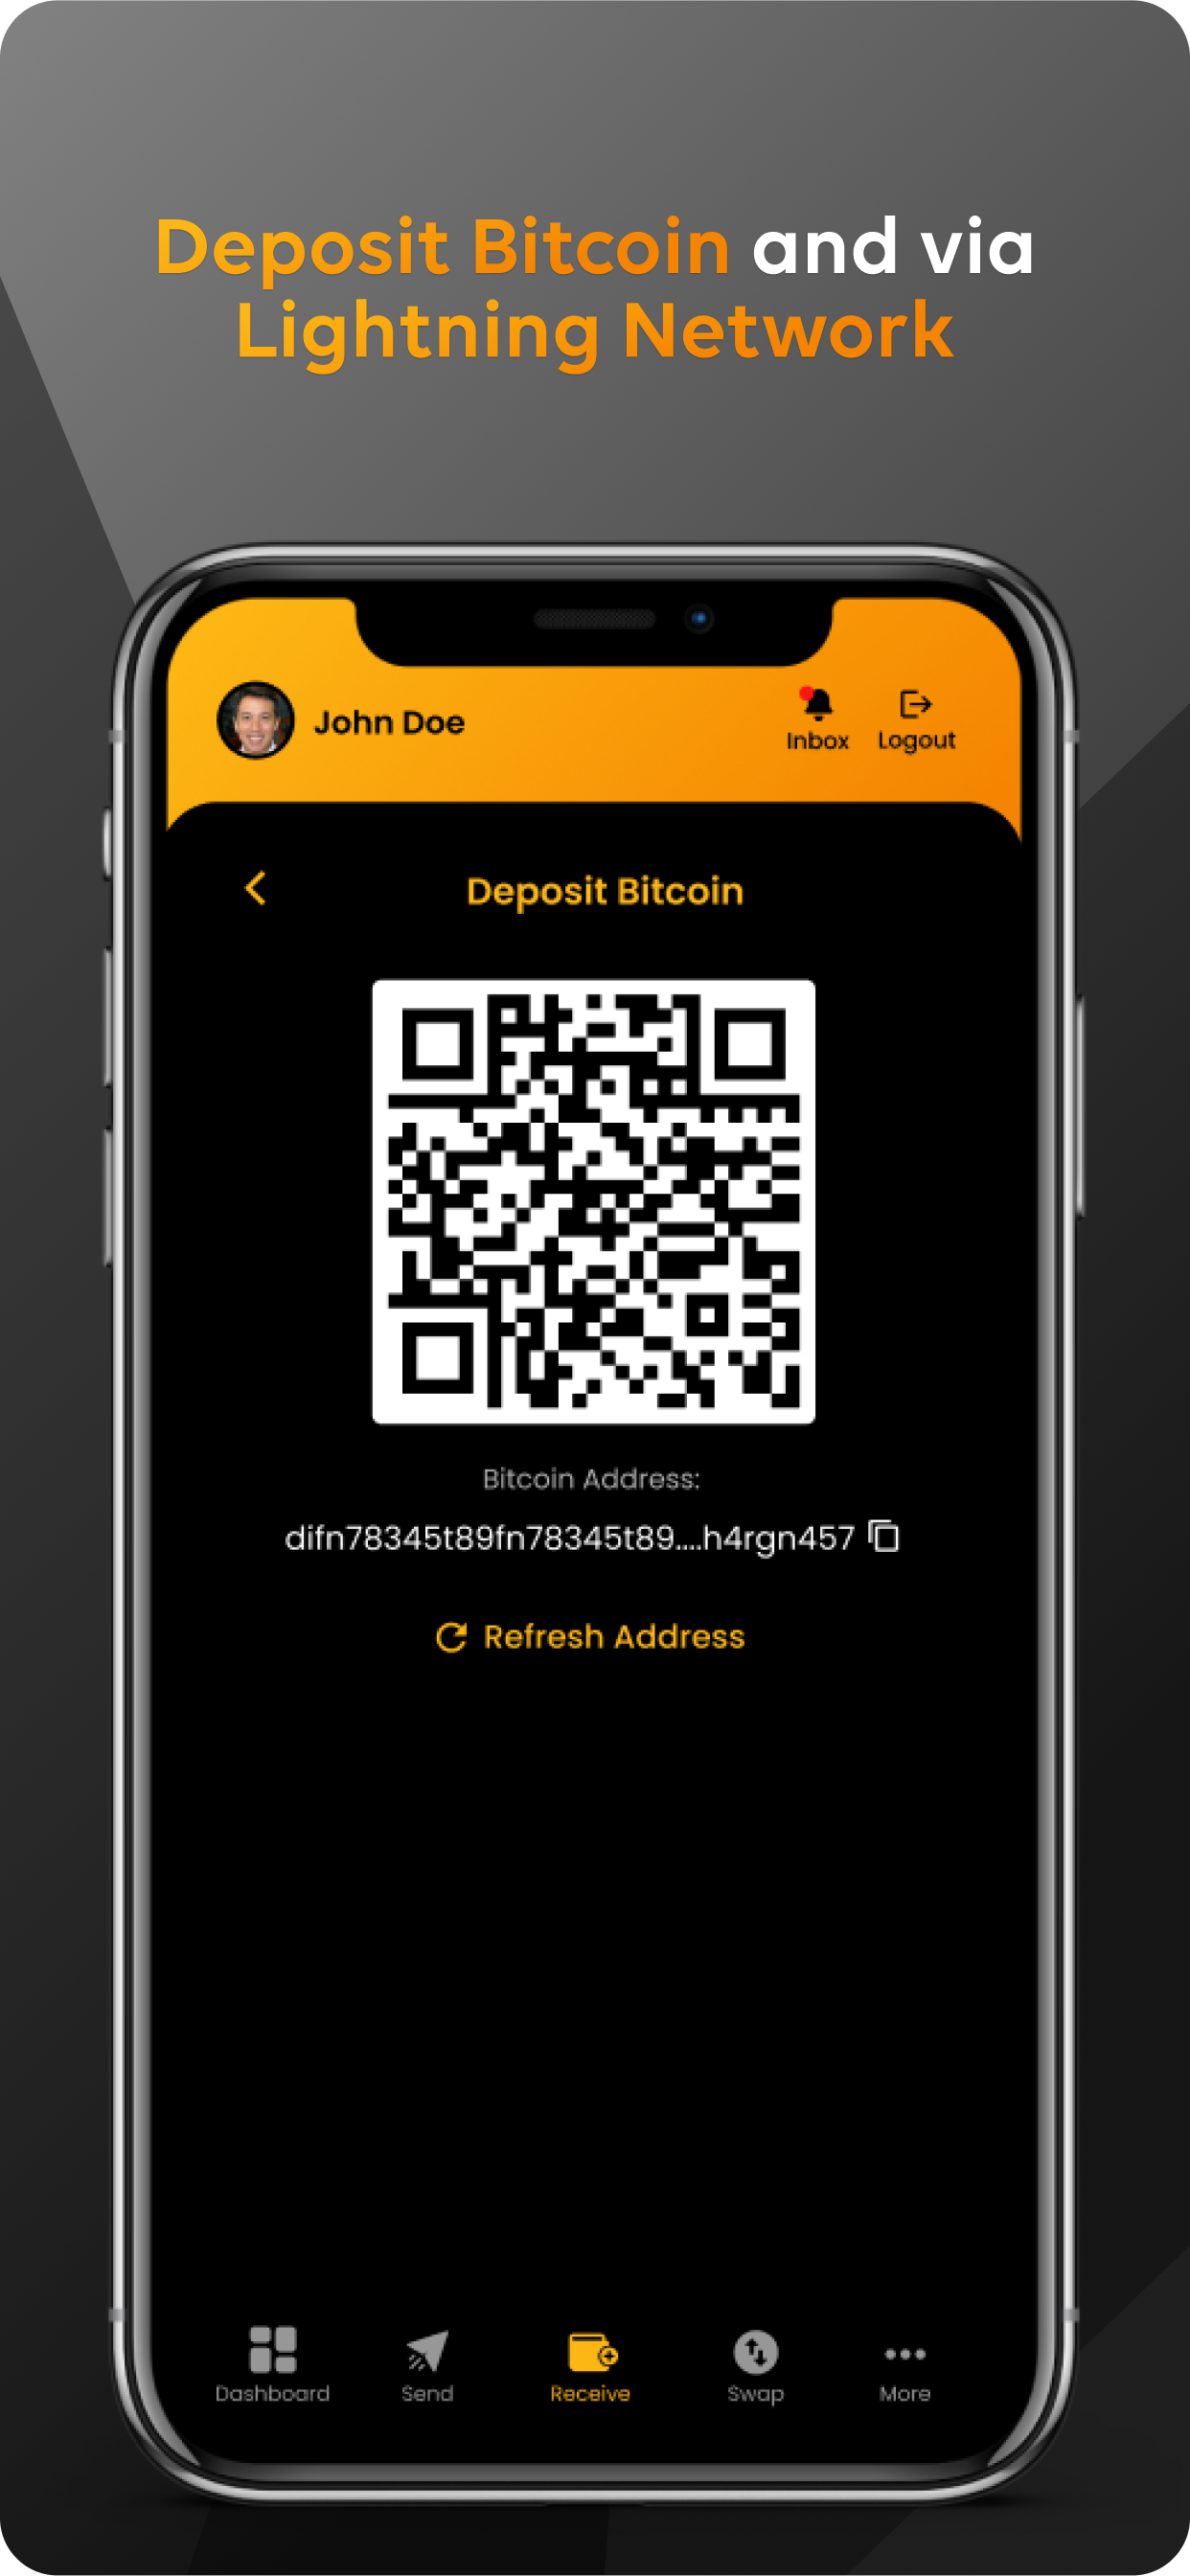 Deposit Bitcoin and via
Lightning Network
John Doe
Inbox
Logout
Deposit Bitcoin
Bitcoin Address:
difn78345t89fn78345t89....h4rgn457
Refresh Address
Dashboard
Send
Receive
Swap
More